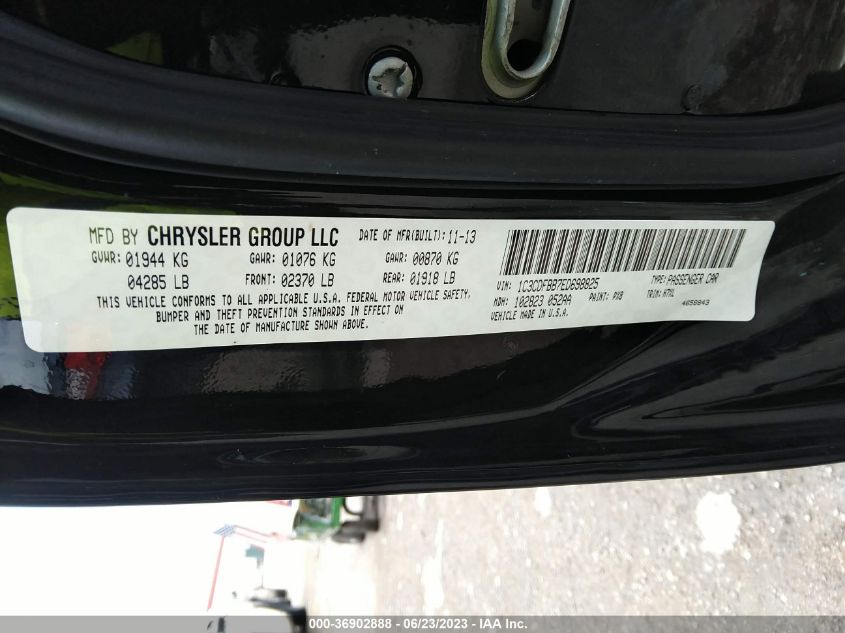 MFD BY CHRYSLER GROUP LLC DATE OF MFR(BUILT): 11-13
GVWR: 01944 KG GAWR: 01076 KG GAWR: 00870 KG
04285 LB FRONT: 02370 LB REAR: 01918 LB
THIS VEHICLE CONFORMS TO ALL APPLICABLE U.S.A. FEDERAL MOTOR VEHICLE SAFETY,
BUMPER AND THEFT PREVENTION STANDARDS IN EFFECT ON
THE DATE OF MANUFACTURE SHOWN ABOVE.
VIN: 1C3CDFBB7ED698825 TYPE: PASSENGER CAR
MDH: 102823 052AA PAINT: PX8 TRIM: H7X1
VEHICLE MADE IN U.S.A.
000-36902888 - 06/23/2023 - IAA Inc.